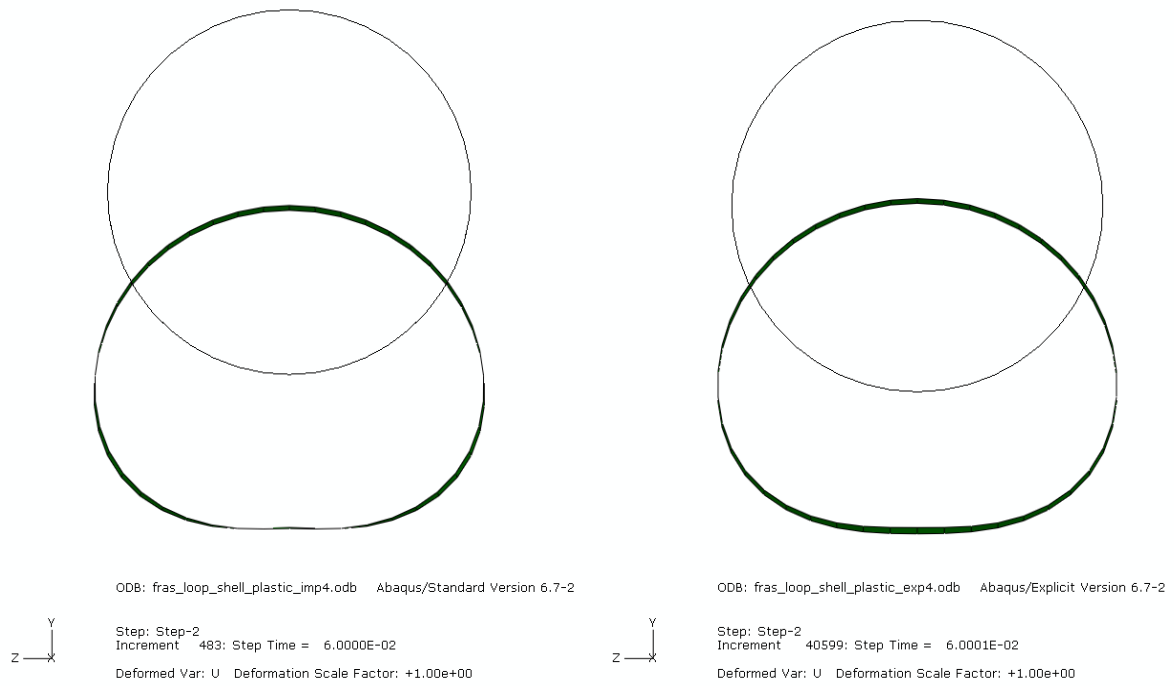 ODB: fras_loop_shell_plastic_imp4.odb Abaqus/Standard Version 6.7-2
Y
Z
X
Step: Step-2
Increment 483: Step Time = 6.0000E-02
Deformed Var: U Deformation Scale Factor: +1.00e+00
ODB: fras_loop_shell_plastic_exp4.odb Abaqus/Explicit Version 6.7-2
Y
Z
X
Step: Step-2
Increment 40599: Step Time = 6.0001E-02
Deformed Var: U Deformation Scale Factor: +1.00e+00